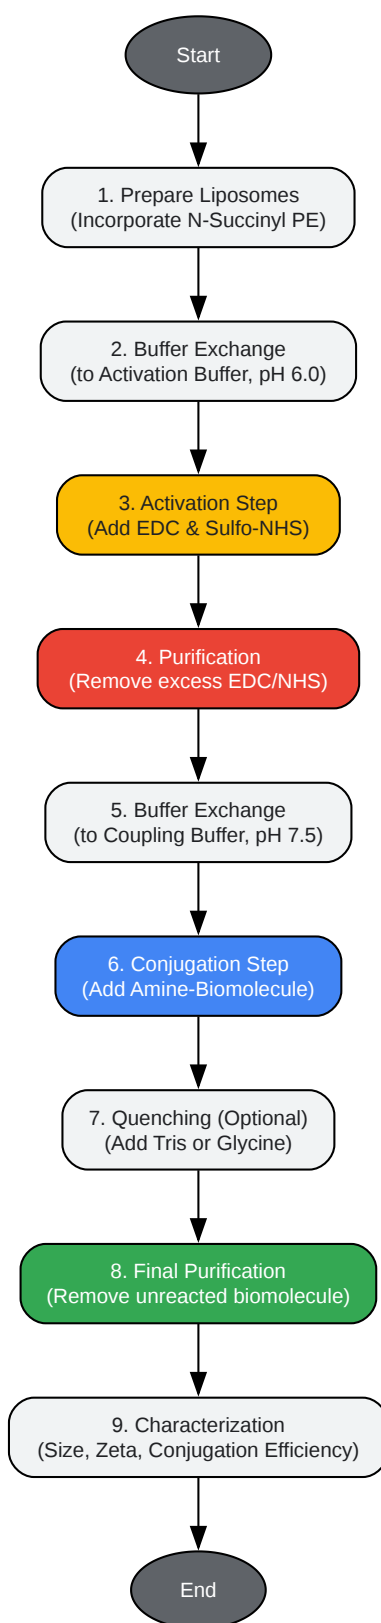 Start
1. Prepare Liposomes
(Incorporate N-Succinyl PE)
2. Buffer Exchange
(to Activation Buffer, pH 6.0)
3. Activation Step
(Add EDC & Sulfo-NHS)
4. Purification
(Remove excess EDC/NHS)
5. Buffer Exchange
(to Coupling Buffer, pH 7.5)
6. Conjugation Step
(Add Amine-Biomolecule)
7. Quenching (Optional)
(Add Tris or Glycine)
8. Final Purification
(Remove unreacted biomolecule)
9. Characterization
(Size, Zeta, Conjugation Efficiency)
End